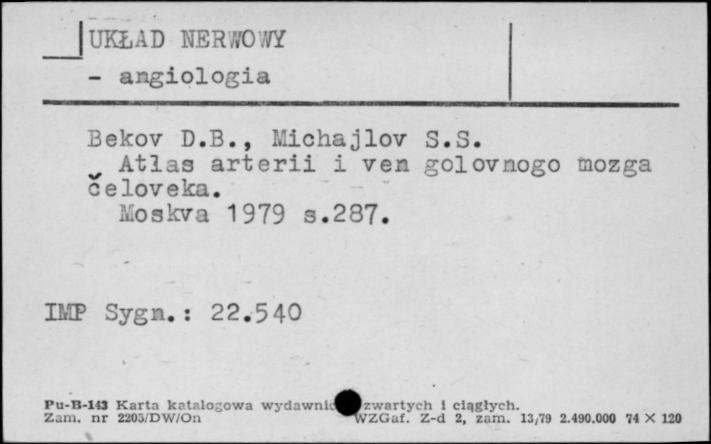 UKŁAD NERWOWY
- angiologia
Bekov D.B., Michajlov S.S.
Atlas arterii i ven golovnogo mozga
čeloveka.
Moskva 1979 s.287.
IMP Sygn.: 22.540
Pu-B-143 Karta katalogowa wydawnic zwartych i ciągłych.
Zam. nr 2205/DW/On WZGraf. Z-d 2, zam. 13/79 2.490.000 74 X 120